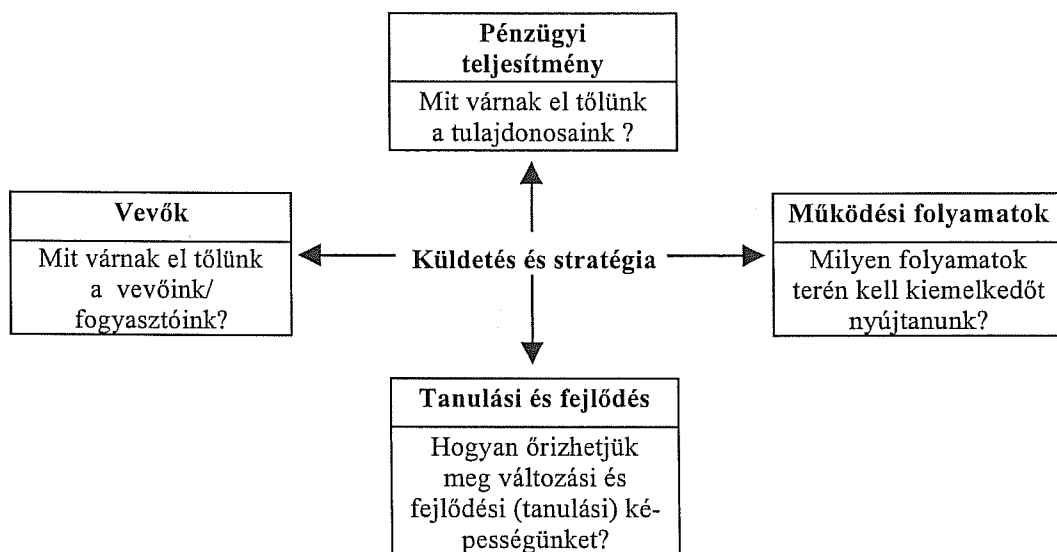 Pénzügyi
teljesítmény
Mit várnak el tőlünk
a tulajdonosaink ?
Vevők
Mit várnak el tőlünk
a vevőink/
fogyasztóink?
Küldetés és stratégia
Működési folyamatok
Milyen folyamatok
terén kell kiemelkedőt
nyújtanunk?
Tanulási és fejlődés
Hogyan őrizhetjük
meg változási és
fejlődési (tanulási) ké-
pességünket?